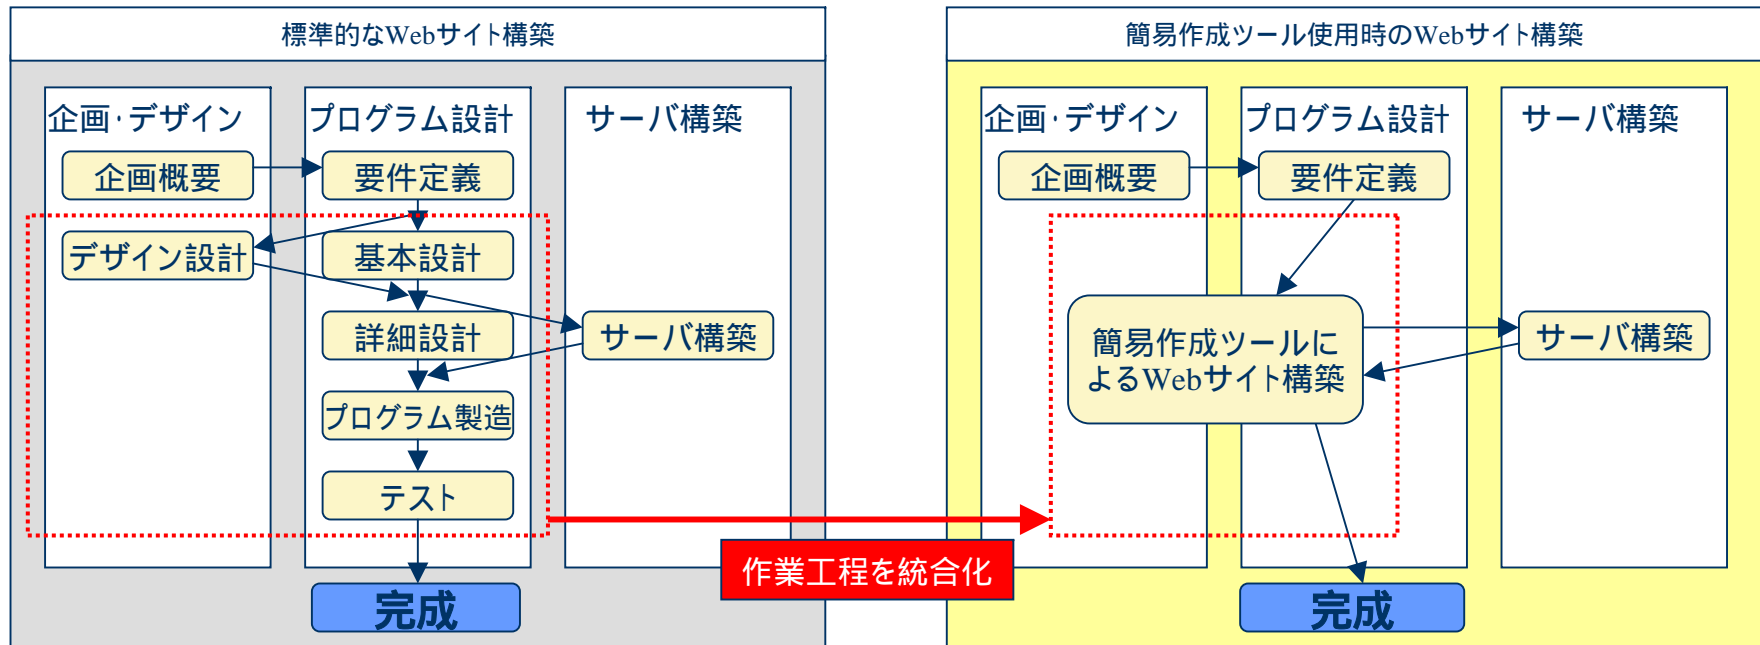 標準的なWebサイト構築
企画・デザイン
プログラム設計
サーバ構築
企画概要
要件定義
デザイン設計
基本設計
詳細設計
サーバ構築
プログラム製造
テスト
完成
作業工程を統合化
簡易作成ツール使用時のWebサイト構築
企画・デザイン
プログラム設計
サーバ構築
企画概要
要件定義
簡易作成ツールに
よるWebサイト構築
サーバ構築
完成